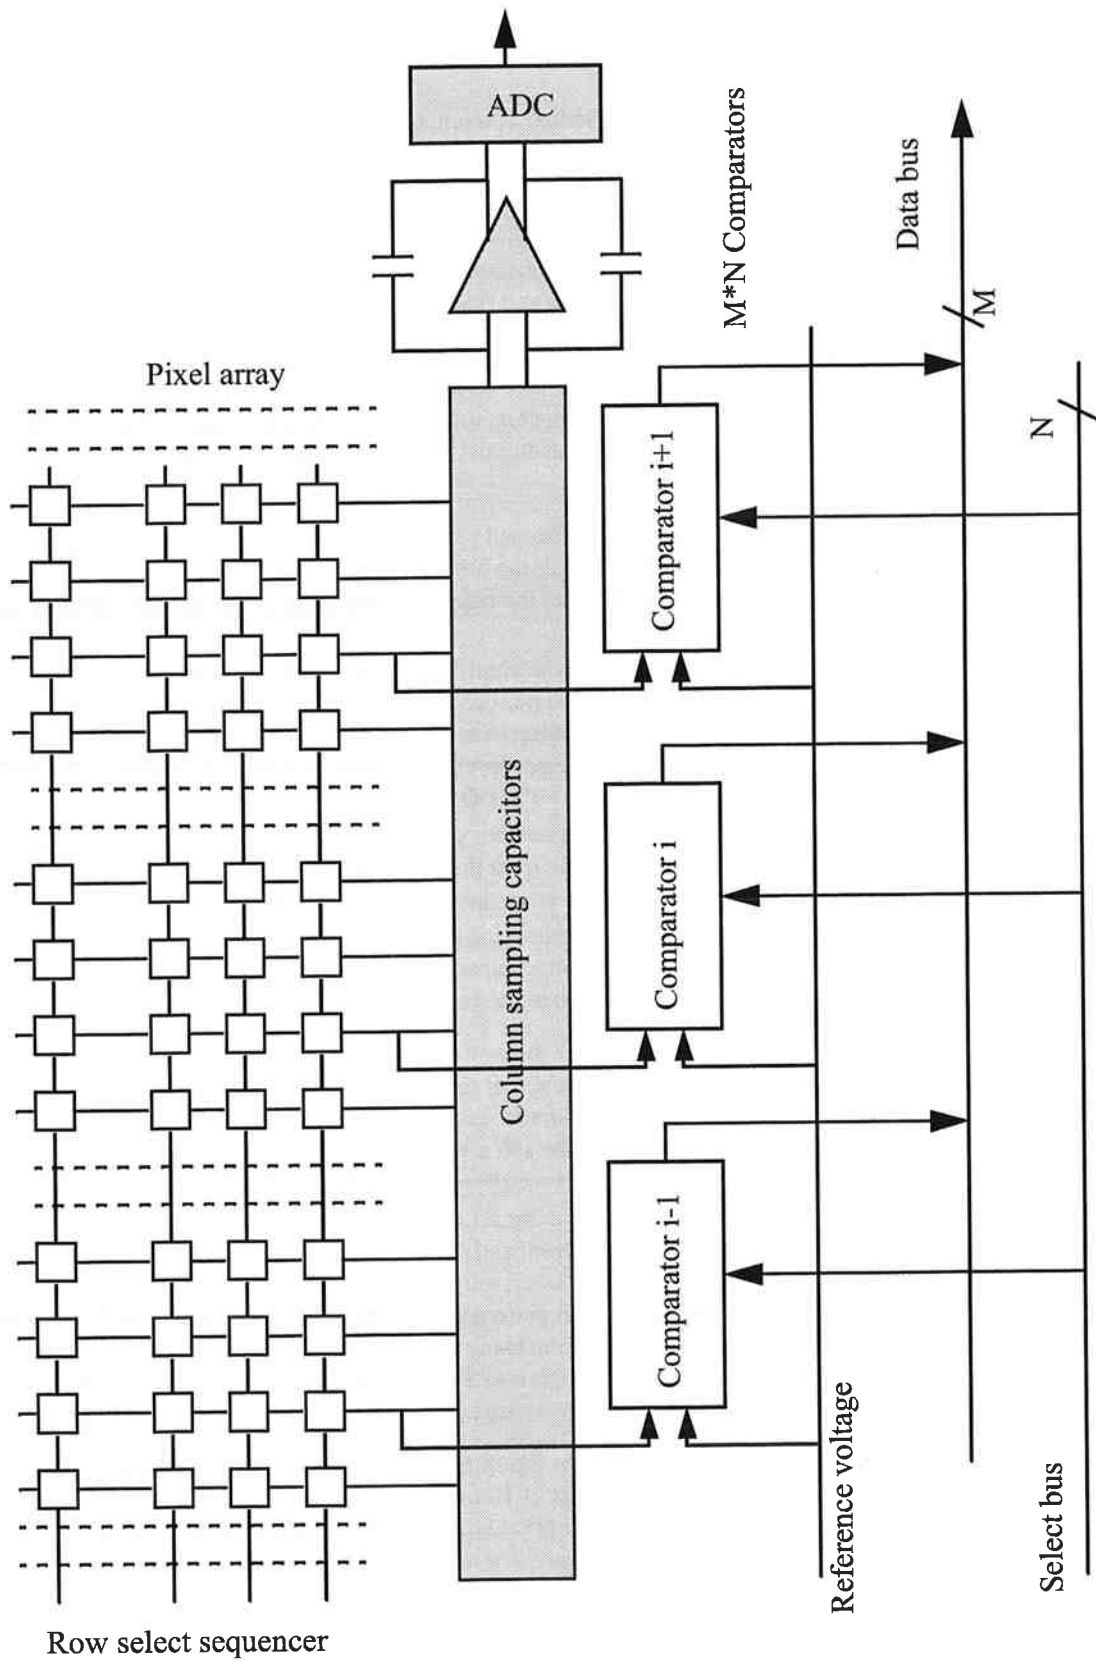 ADC
M*N Comparators
Data bus
M
Pixel array
N
Comparator i+1
Column sampling capacitors
Comparator i
Comparator i-1
Reference voltage
Select bus
Row select sequencer